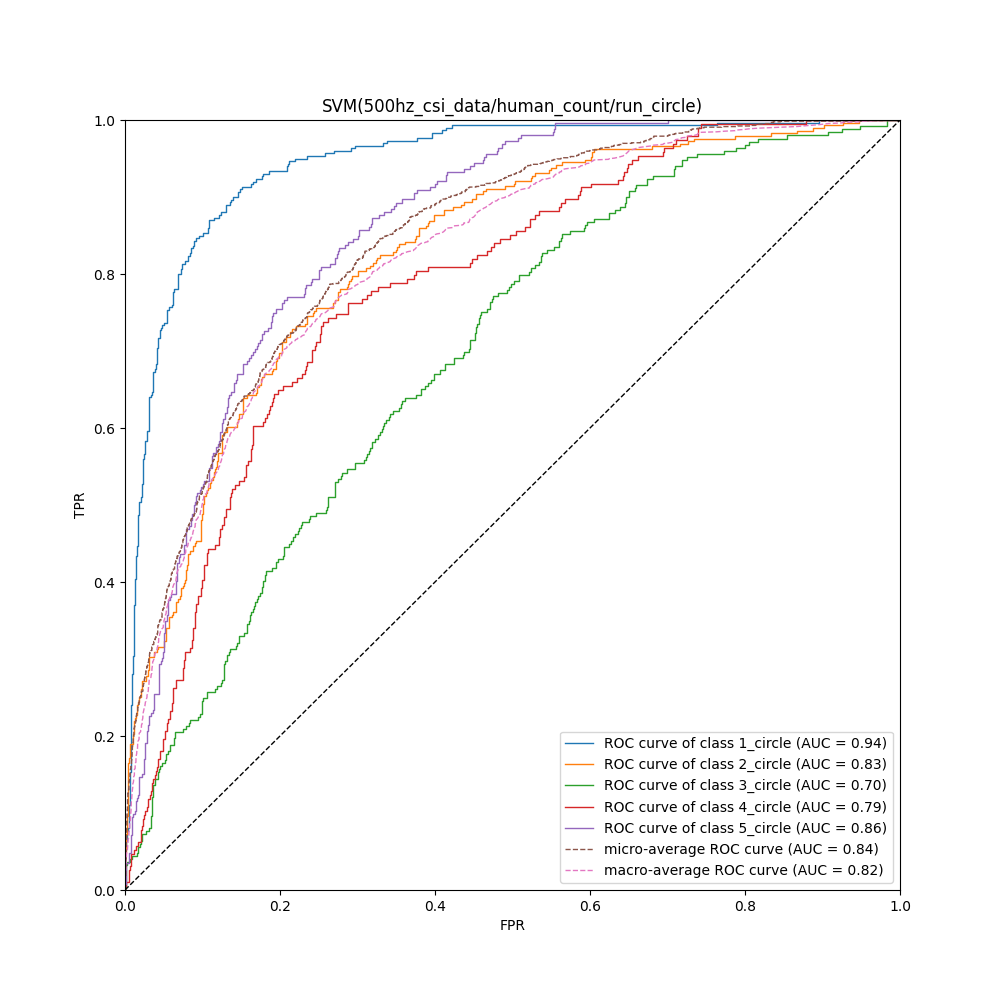 SVM(500hz_csi_data/human_count/run_circle)
1.0
0.8
0.6
0.4
0.2
0.0
TPR
0.0 0.2 0.4 0.6 0.8 1.0
FPR
ROC curve of class 1_circle (AUC = 0.94)
ROC curve of class 2_circle (AUC = 0.83)
ROC curve of class 3_circle (AUC = 0.70)
ROC curve of class 4_circle (AUC = 0.79)
ROC curve of class 5_circle (AUC = 0.86)
micro-average ROC curve (AUC = 0.84)
macro-average ROC curve (AUC = 0.82)